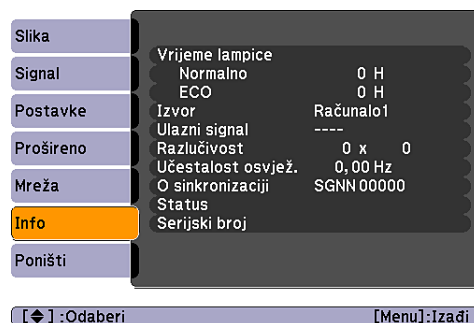 Slika
Signal
Postavke
Prošireno
Mreža
Info
Poništi
Vrijeme lampice
Normalno 0 H
ECO 0 H
Izvor Računalo1
Ulazni signal ----
Razlučivost 0 x 0
Učestalost osvjež. 0,00 Hz
O sinkronizaciji SGNN 00000
Status
Serijski broj
[◆] :Odaberi [Menu]:Izađi